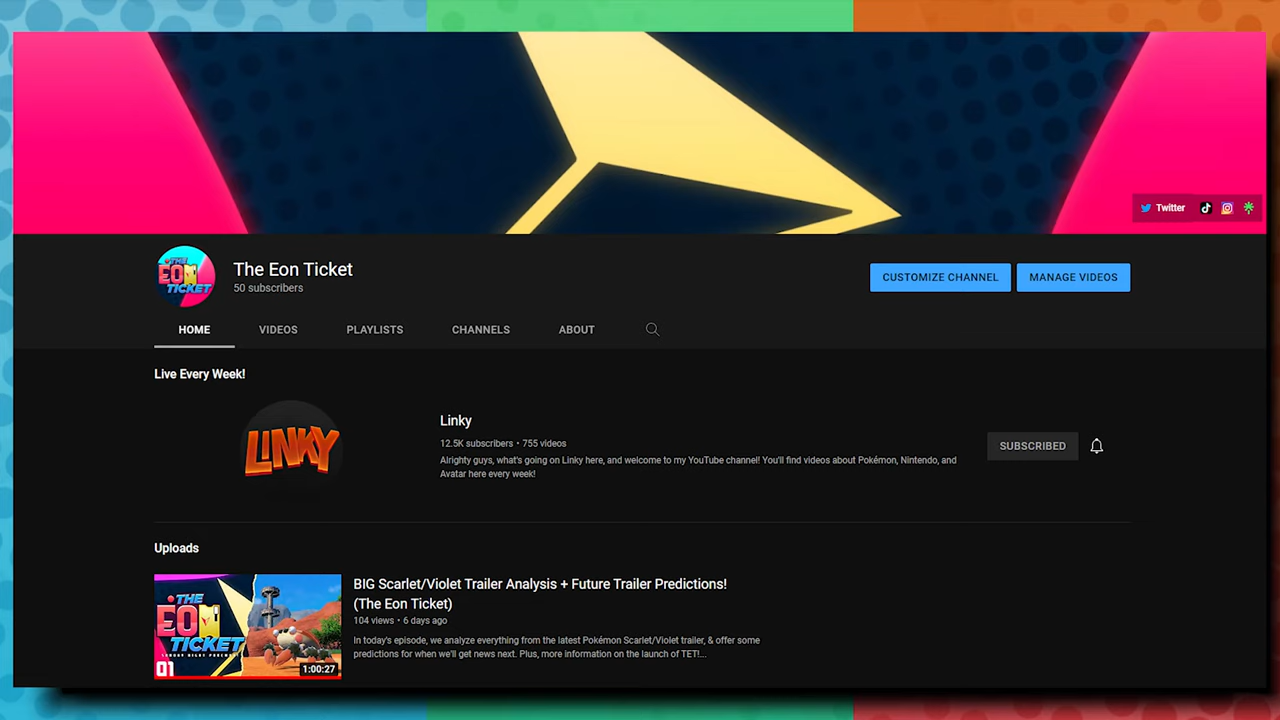 Twitter
THE
EON
TICKET
The Eon Ticket
50 subscribers
CUSTOMIZE CHANNEL
MANAGE VIDEOS
HOME
VIDEOS
PLAYLISTS
CHANNELS
ABOUT
Live Every Week!
LINKY
Linky
12.5K subscribers • 755 videos
Alrighty guys, what's going on Linky here, and welcome to my YouTube channel! You'll find videos about Pokémon, Nintendo, and
Avatar here every week!
SUBSCRIBED
Uploads
THE
EON
TICKET
01
1:00:27
BIG Scarlet/Violet Trailer Analysis + Future Trailer Predictions!
(The Eon Ticket)
104 views • 6 days ago
In today's episode, we analyze everything from the latest Pokémon Scarlet/Violet trailer, & offer some
predictions for when we'll get news next. Plus, more information on the launch of TET!...